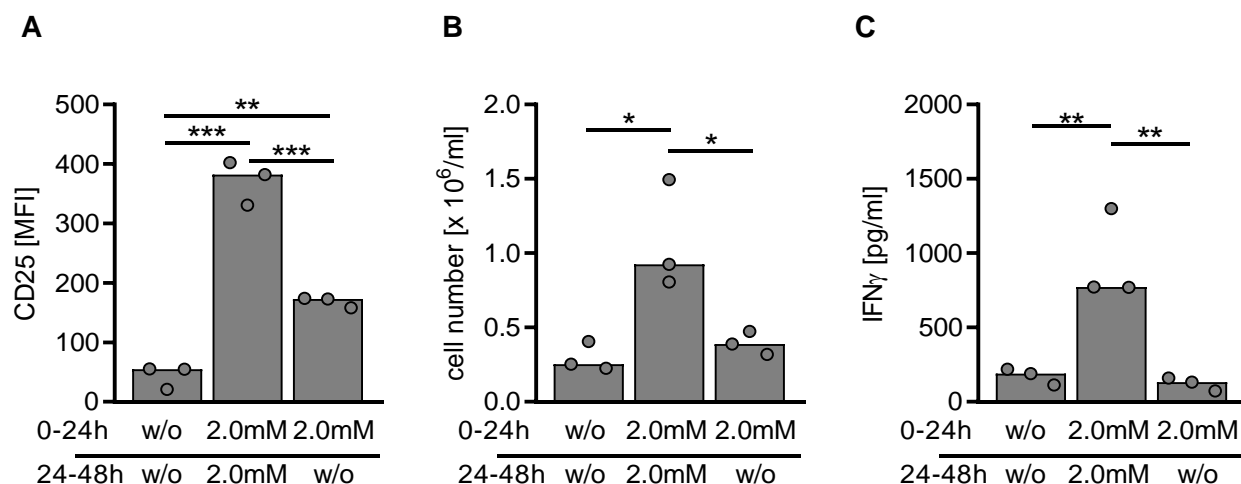 A
B
C
CD25 [MFI]
500
400
300
200
100
0
**
***
***
0-24h w/o 2.0mM 2.0mM
24-48h w/o 2.0mM w/o
cell number [x 10⁶/ml]
2.0
1.5
1.0
0.5
0.0
*
*
0-24h w/o 2.0mM 2.0mM
24-48h w/o 2.0mM w/o
IFNγ [pg/ml]
2000
1500
1000
500
0
**
**
0-24h w/o 2.0mM 2.0mM
24-48h w/o 2.0mM w/o